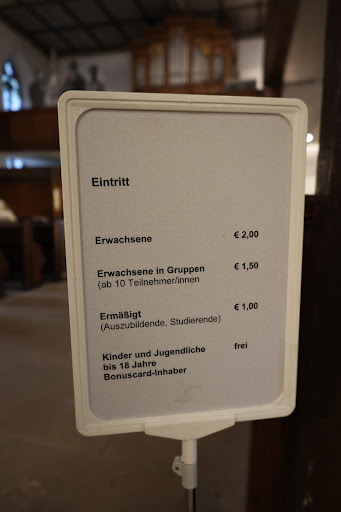 Eintritt
Erwachsene € 2,00
Erwachsene in Gruppen € 1,50
(ab 10 Teilnehmer/innen
Ermäßigt € 1,00
(Auszubildende, Studierende)
Kinder und Jugendliche frei
bis 18 Jahre
Bonuscard-Inhaber